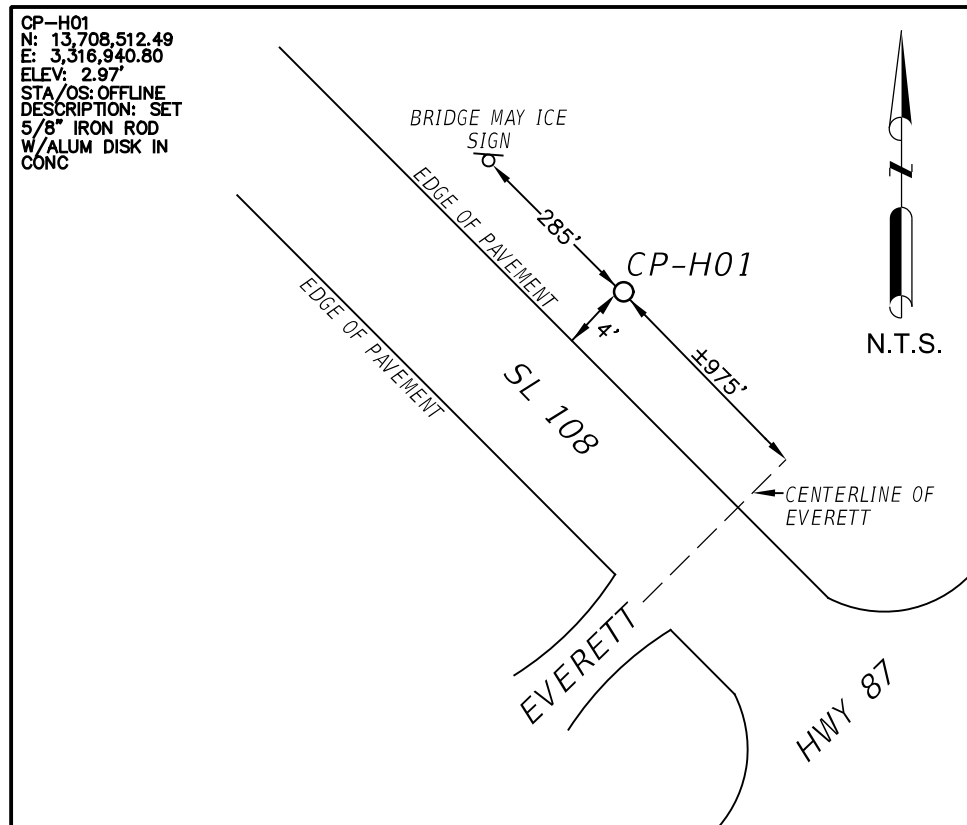 CP-H01
N: 13,708,512.49
E: 3,316,940.80
ELEV: 2.97'
STA/OS: OFFLINE
DESCRIPTION: SET
5/8" IRON ROD
W/ALUM DISK IN
CONC
BRIDGE MAY ICE
SIGN
EDGE OF PAVEMENT
285'
CP-H01
Z
N.T.S.
EDGE OF PAVEMENT
4'
±975'
SL 108
CENTERLINE OF
EVERETT
EVERETT
HWY 87